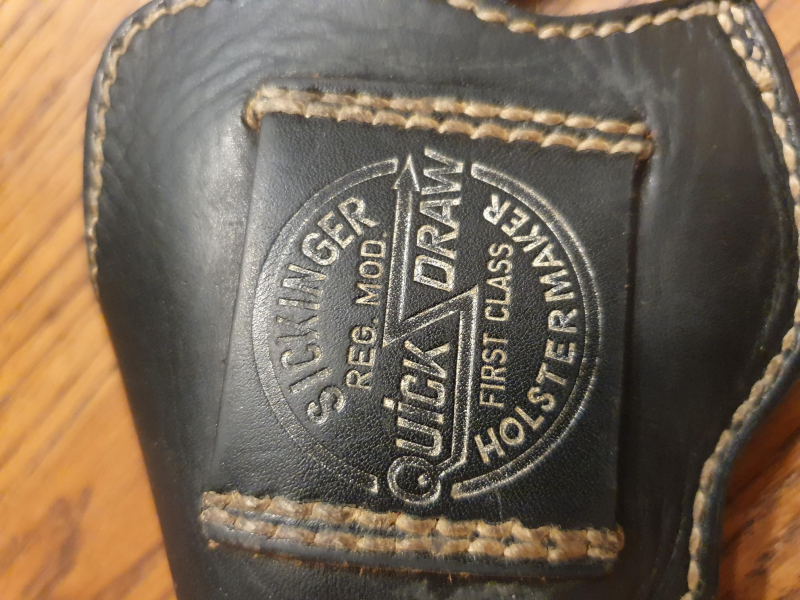 SICKINGER
REG. MOD.
QUICK DRAW
FIRST CLASS
HOLSTERMAKER